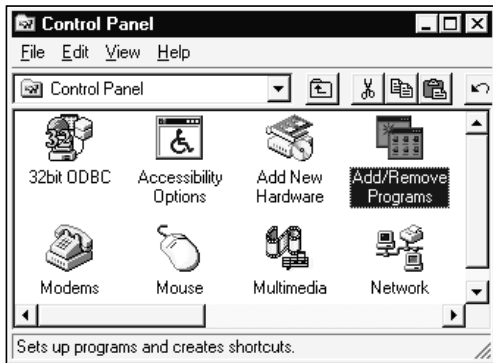 Control Panel
File Edit View Help
Control Panel
32
32bit ODBC
Accessibility
Options
Add New
Hardware
Add/Remove
Programs
Modems
Mouse
Multimedia
Network
Sets up programs and creates shortcuts.